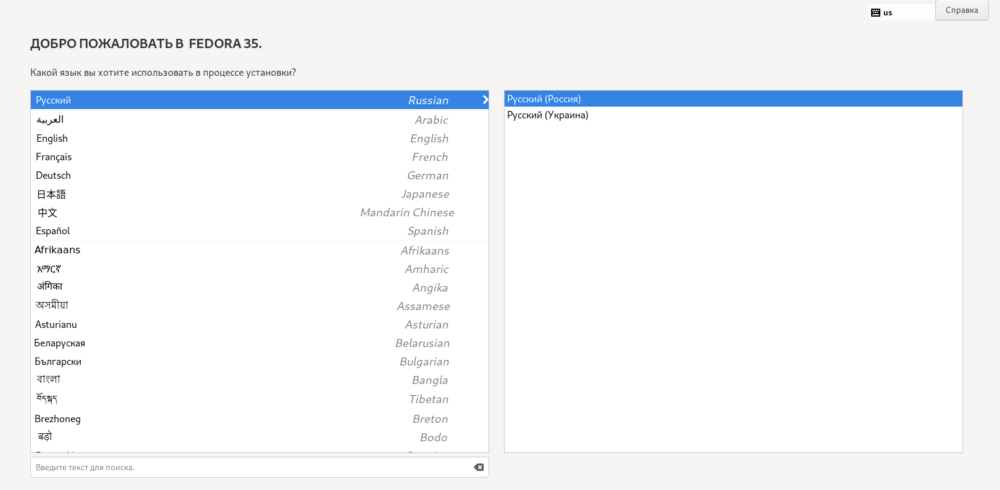 us
Справка
ДОБРО ПОЖАЛОВАТЬ В FEDORA 35.
Какой язык вы хотите использовать в процессе установки?
Русский Russian
العربية Arabic
English English
Français French
Deutsch German
日本語 Japanese
中文 Mandarin Chinese
Español Spanish
Afrikaans Afrikaans
አማርኛ Amharic
अंगिका Angika
অসমীয়া Assamese
Asturianu Asturian
Беларуская Belarusian
Български Bulgarian
বাংলা Bangla
བོད་སྐད་ Tibetan
Brezhoneg Breton
बड़ो Bodo
Введите текст для поиска.
Русский (Россия)
Русский (Украина)